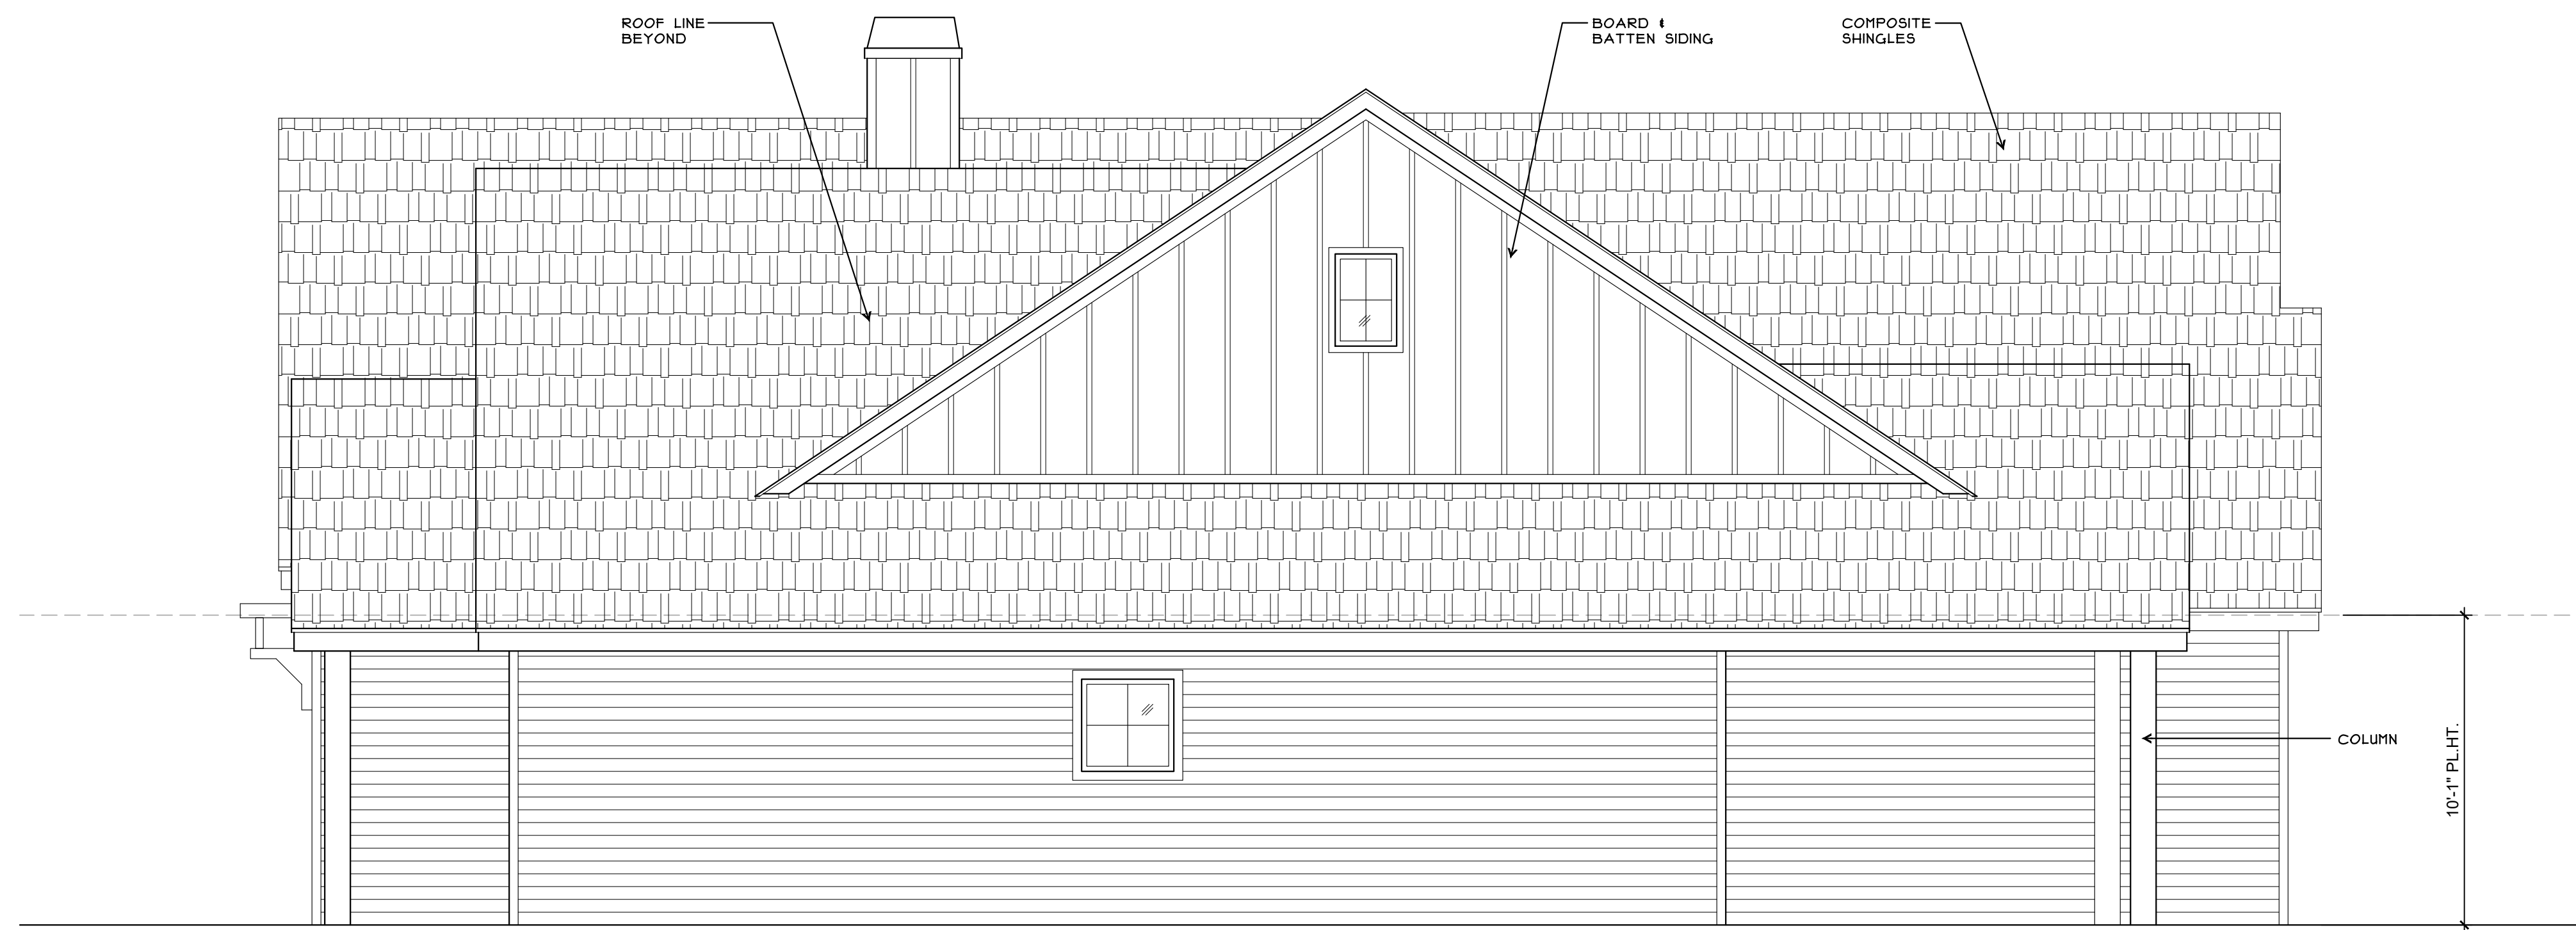 ROOF LINE
BEYOND
BOARD &
BATTEN SIDING
COMPOSITE
SHINGLES
COLUMN
10'-1" PL.HT.